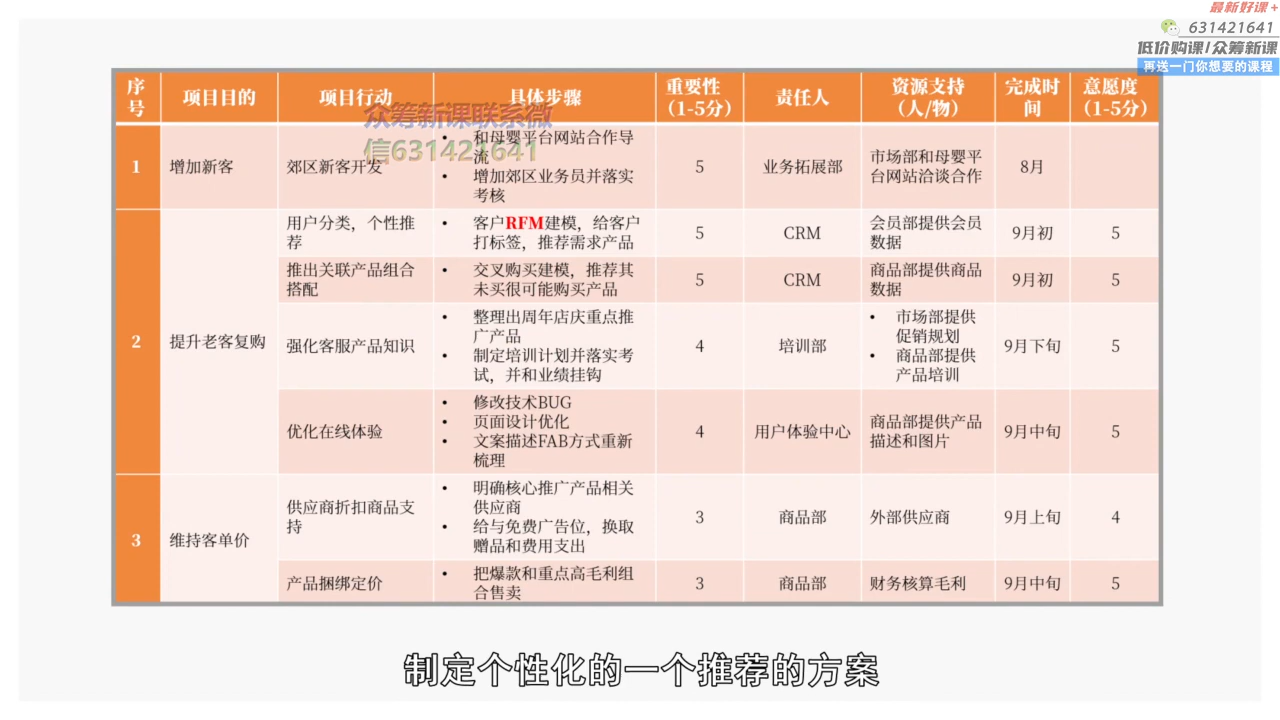 最新好课+
631421641
低价购课/众筹新课
再送一门你想要的课程
序号
项目目的
项目行动
具体步骤
重要性
(1-5分)
责任人
资源支持
(人/物)
完成时间
意愿度
(1-5分)
众筹新课联系微
信631421641
1
增加新客
郊区新客开发
• 和母婴平台网站合作导
流
• 增加郊区业务员并落实
考核
5
业务拓展部
市场部和母婴平
台网站洽谈合作
8月
2
提升老客复购
用户分类，个性推
荐
• 客户RFM建模，给客户
打标签，推荐需求产品
5
CRM
会员部提供会员
数据
9月初
5
推出关联产品组合
搭配
• 交叉购买建模，推荐其
未买很可能购买产品
5
CRM
商品部提供商品
数据
9月初
5
强化客服产品知识
• 整理出周年店庆重点推
广产品
• 制定培训计划并落实考
试，并和业绩挂钩
4
培训部
• 市场部提供
促销规划
• 商品部提供
产品培训
9月下旬
5
优化在线体验
• 修改技术BUG
• 页面设计优化
• 文案描述FAB方式重新
梳理
4
用户体验中心
商品部提供产品
描述和图片
9月中旬
5
3
维持客单价
供应商折扣商品支
持
• 明确核心推广产品相关
供应商
• 给与免费广告位，换取
赠品和费用支出
3
商品部
外部供应商
9月上旬
4
产品捆绑定价
• 把爆款和重点高毛利组
合售卖
3
商品部
财务核算毛利
9月中旬
5
制定个性化的一个推荐的方案